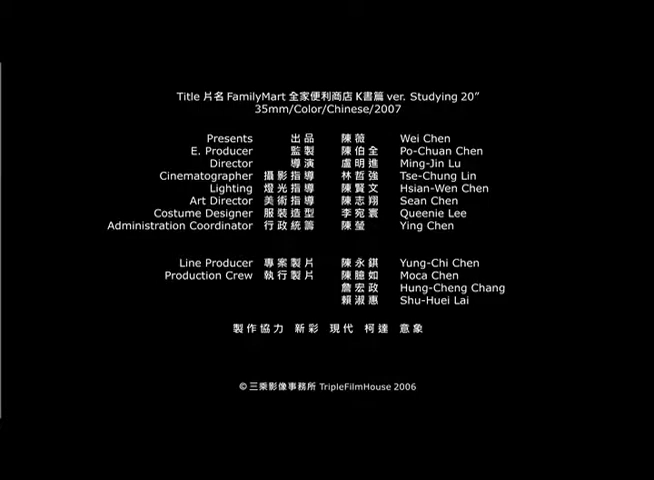 Title 片名 FamilyMart 全家便利商店 K書篇 ver. Studying 20”
35mm/Color/Chinese/2007
Presents 出品 陳薇 Wei Chen
E. Producer 監製 陳伯全 Po-Chuan Chen
Director 導演 盧明進 Ming-Jin Lu
Cinematographer 攝影指導 林哲強 Tse-Chung Lin
Lighting 燈光指導 陳賢文 Hsian-Wen Chen
Art Director 美術指導 陳志翔 Sean Chen
Costume Designer 服裝造型 李宛寰 Queenie Lee
Administration Coordinator 行政統籌 陳瑩 Ying Chen
Line Producer 專案製片 陳永錤 Yung-Chi Chen
Production Crew 執行製片 陳臆如 Moca Chen
詹宏政 Hung-Cheng Chang
賴淑惠 Shu-Huei Lai
製作協力 新彩 現代 柯達 意象
© 三乘影像事務所 TripleFilmHouse 2006